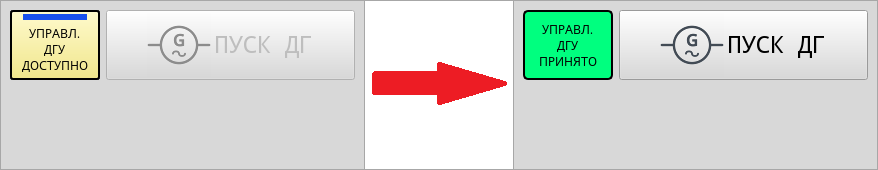 УПРАВЛ.
ДГУ
ДОСТУПНО
G
ПУСК ДГ
УПРАВЛ.
ДГУ
ПРИНЯТО
G
ПУСК ДГ